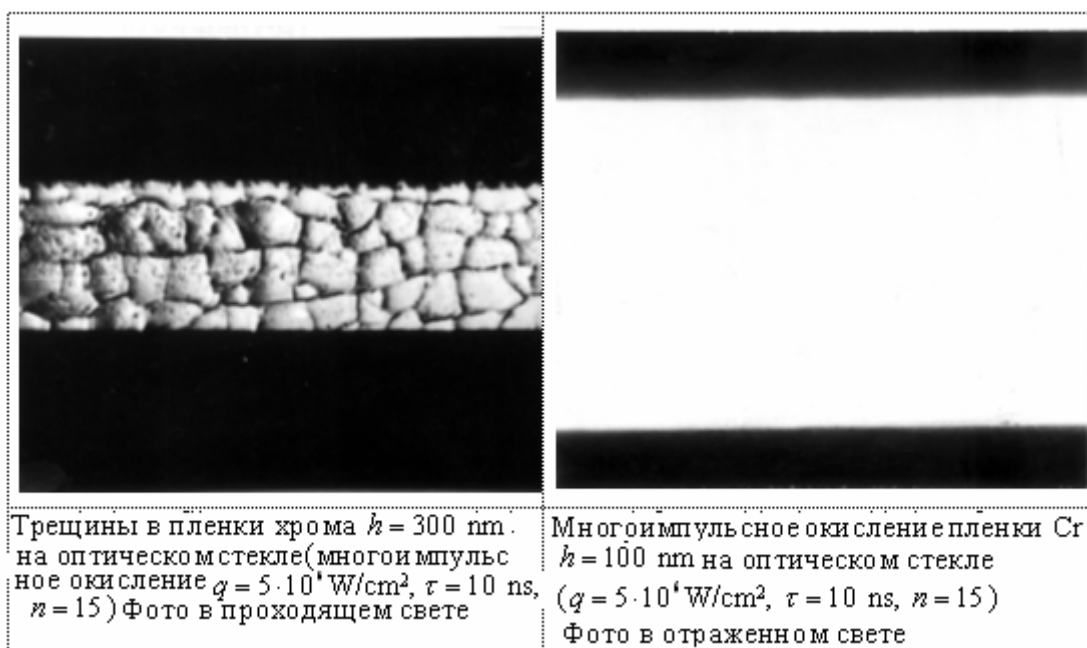 Трещины в пленки хрома h = 300 nm.
на оптическом стекле(многоимпульс
ное окисление q = 5·10⁶ W/cm², τ = 10 ns,
n = 15) Фото в проходящем свете
Многоимпульсное окисление пленки Cr
h = 100 nm на оптическом стекле
(q = 5·10⁶ W/cm², τ = 10 ns, n = 15)
Фото в отраженном свете